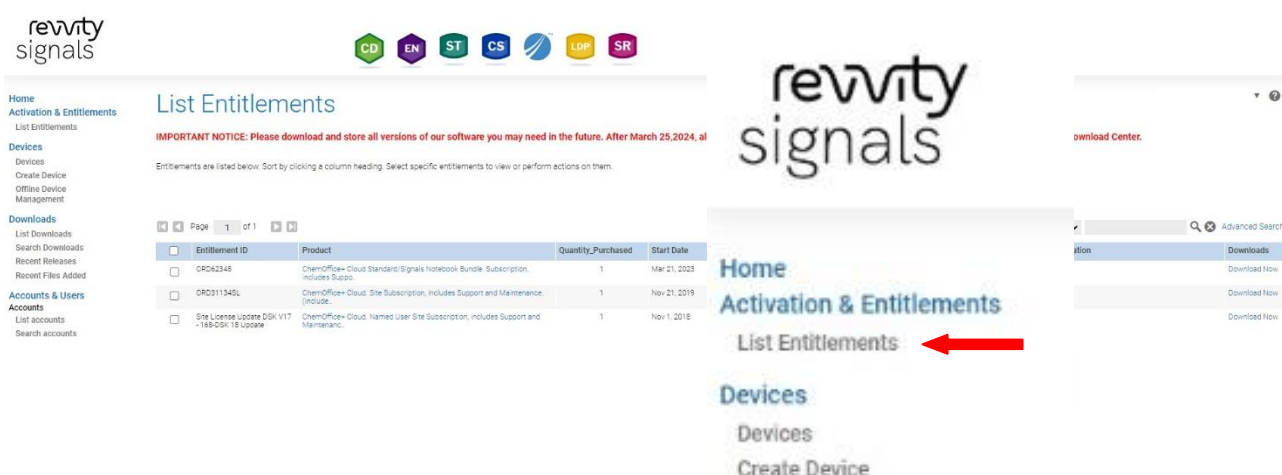 revvity
signals
CD EN ST CS LDP SR
Home
Activation & Entitlements
List Entitlements
Devices
Devices
Create Device
Offline Device
Management
Downloads
List Downloads
Search Downloads
Recent Releases
Recent Files Added
Accounts & Users
Accounts
List accounts
Search accounts
List Entitlements
IMPORTANT NOTICE: Please download and store all versions of our software you may need in the future. After March 25,2024, al
ownload Center.
Entitlements are listed below. Sort by clicking a column heading. Select specific entitlements to view or perform actions on them.
Page 1 of 1
Advanced Search
Entitlement ID Product Quantity_Purchased Start Date ation Downloads
ORD62348 ChemOffice+ Cloud Standard/Signals Notebook Bundle. Subscription, includes Suppo.. 1 Mar 21, 2023 Download Now
ORD31134SL ChemOffice+ Cloud. Site Subscription, includes Support and Maintenance. (Include.. 1 Nov 21, 2019 Download Now
Site License Update DSK V17 - 168-DSK 18 Update ChemOffice+ Cloud. Named User Site Subscription, includes Support and Maintenanc.. 1 Nov 1, 2018 Download Now
revvity
signals
Home
Activation & Entitlements
List Entitlements
Devices
Devices
Create Device